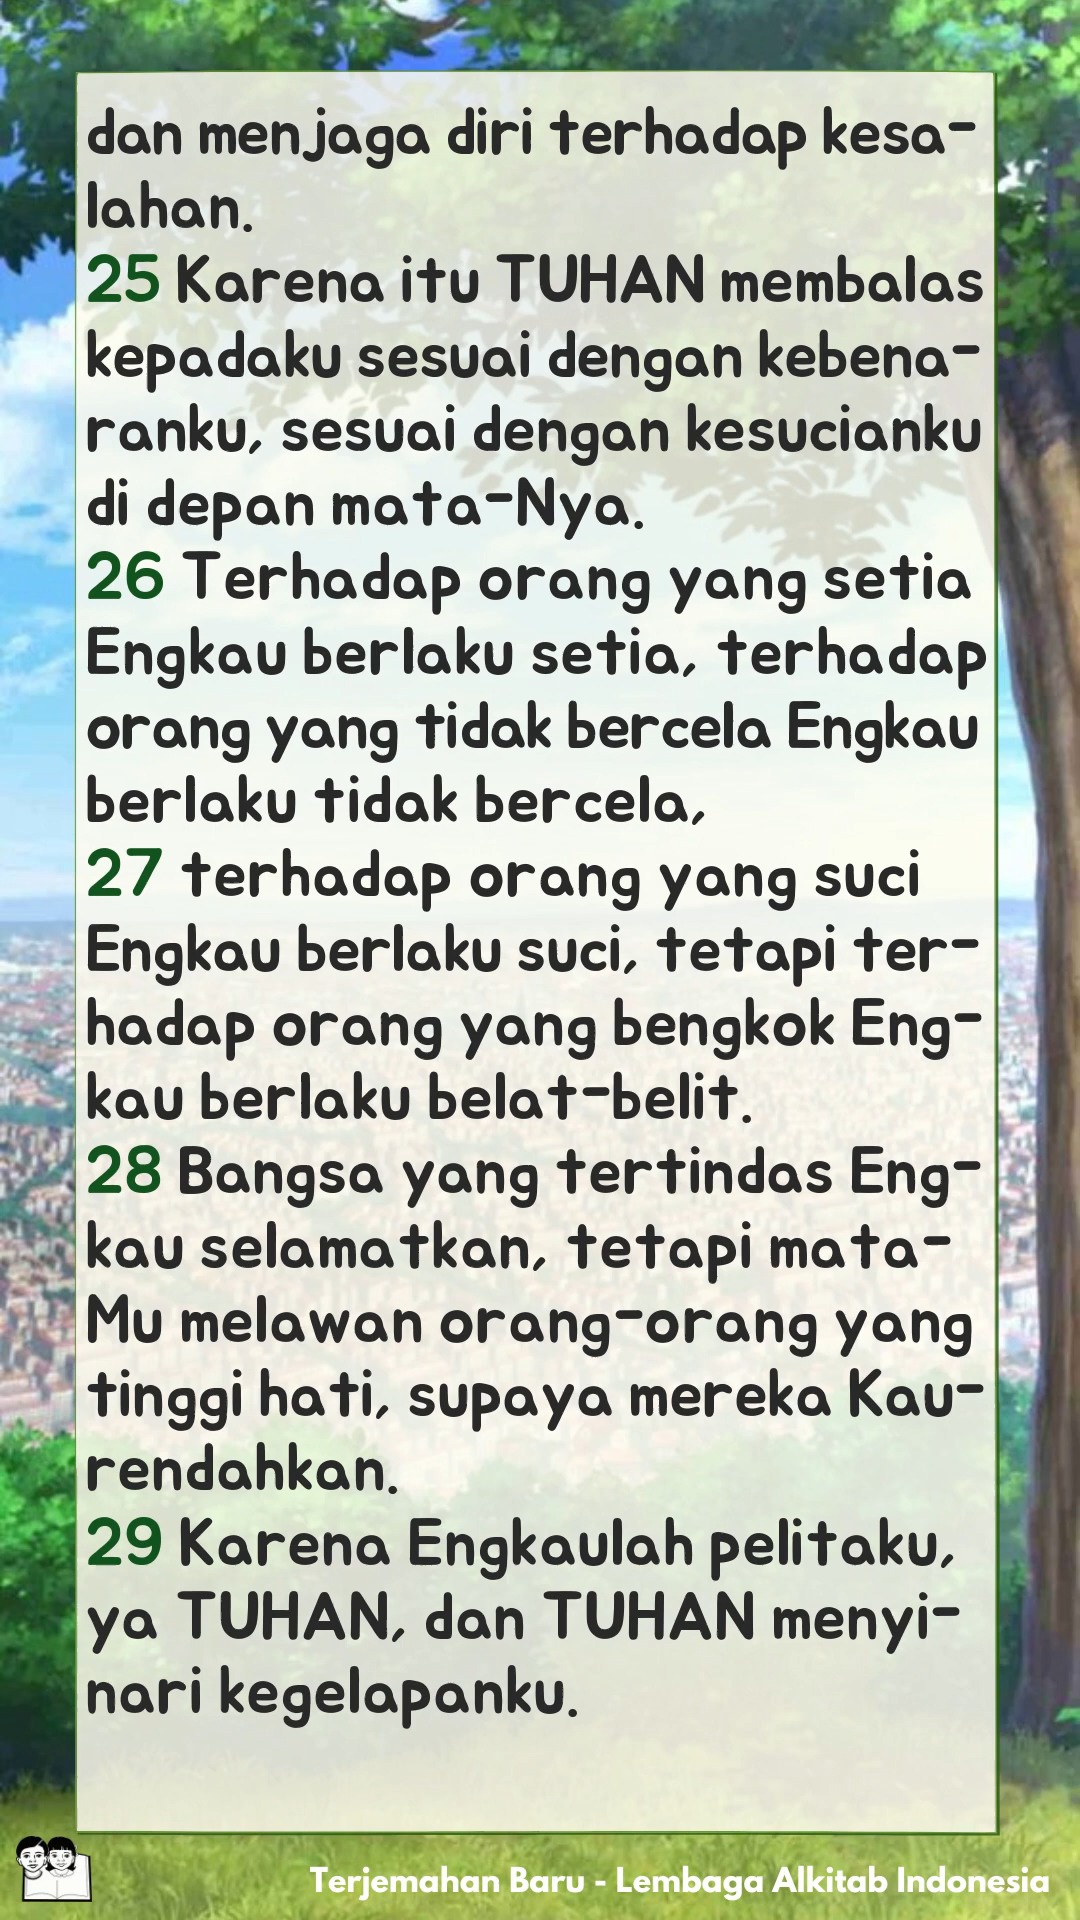 dan menjaga diri terhadap kesa-
lahan.
25 Karena itu TUHAN membalas
kepadaku sesuai dengan kebena-
ranku, sesuai dengan kesucianku
di depan mata-Nya.
26 Terhadap orang yang setia
Engkau berlaku setia, terhadap
orang yang tidak bercela Engkau
berlaku tidak bercela,
27 terhadap orang yang suci
Engkau berlaku suci, tetapi ter-
hadap orang yang bengkok Eng-
kau berlaku belat-belit.
28 Bangsa yang tertindas Eng-
kau selamatkan, tetapi mata-
Mu melawan orang-orang yang
tinggi hati, supaya mereka Kau-
rendahkan.
29 Karena Engkaulah pelitaku,
ya TUHAN, dan TUHAN menyi-
nari kegelapanku.
Terjemahan Baru - Lembaga Alkitab Indonesia